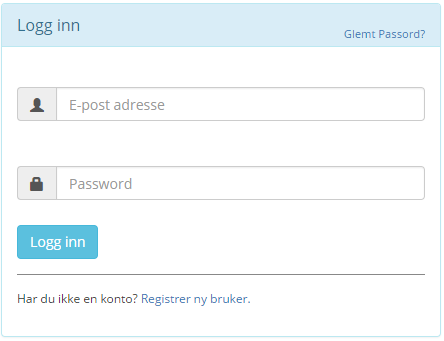 Logg inn
Glemt Passord?
E-post adresse
Password
Logg inn
Har du ikke en konto? Registrer ny bruker.